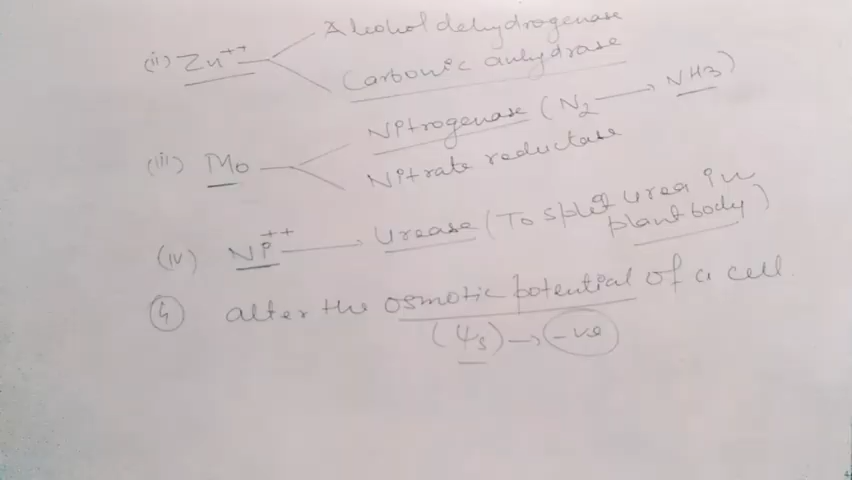 (ii) Zn++ Alcohol dehydrogenase
Carbonic anhydrase
(iii) Mo Nitrogenase (N2 → NH3)
Nitrate reductase
(iv) Ni++ → Urease (To split urea in
plant body)
④ alter the osmotic potential of a cell.
(Ψs) → -ve